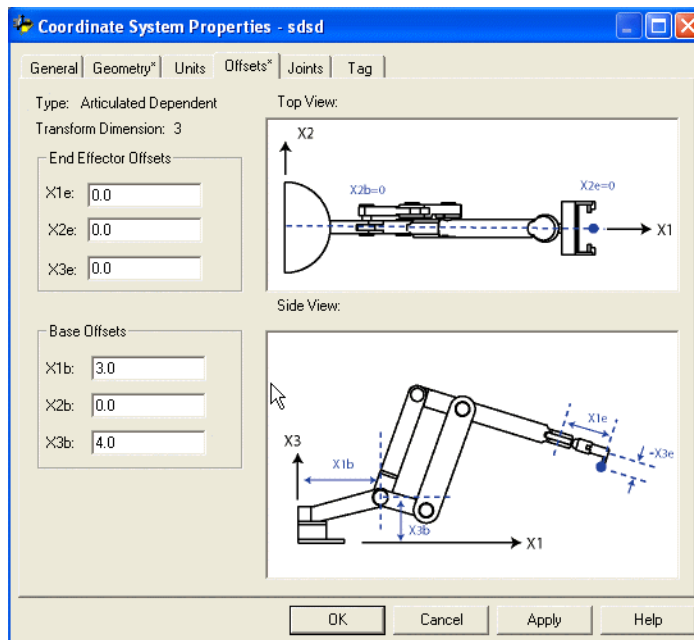 Coordinate System Properties - sdsd
General Geometry* Units Offsets* Joints Tag
Type: Articulated Dependent
Transform Dimension: 3
End Effector Offsets
X1e: 0.0
X2e: 0.0
X3e: 0.0
Base Offsets
X1b: 3.0
X2b: 0.0
X3b: 4.0
Top View:
X2
X2b=0
X2e=0
X1
Side View:
X3
X1b
X1e
-X3e
X3b
X1
OK Cancel Apply Help